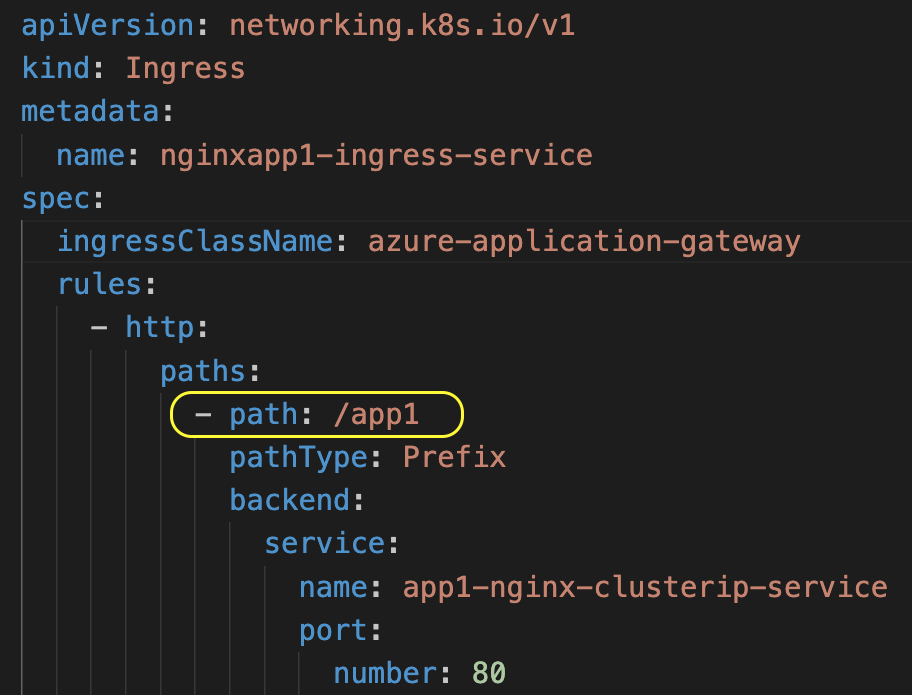 apiVersion: networking.k8s.io/v1
kind: Ingress
metadata:
  name: nginxapp1-ingress-service
spec:
  ingressClassName: azure-application-gateway
  rules:
    - http:
        paths:
          - path: /app1
            pathType: Prefix
            backend:
              service:
                name: app1-nginx-clusterip-service
                port:
                  number: 80